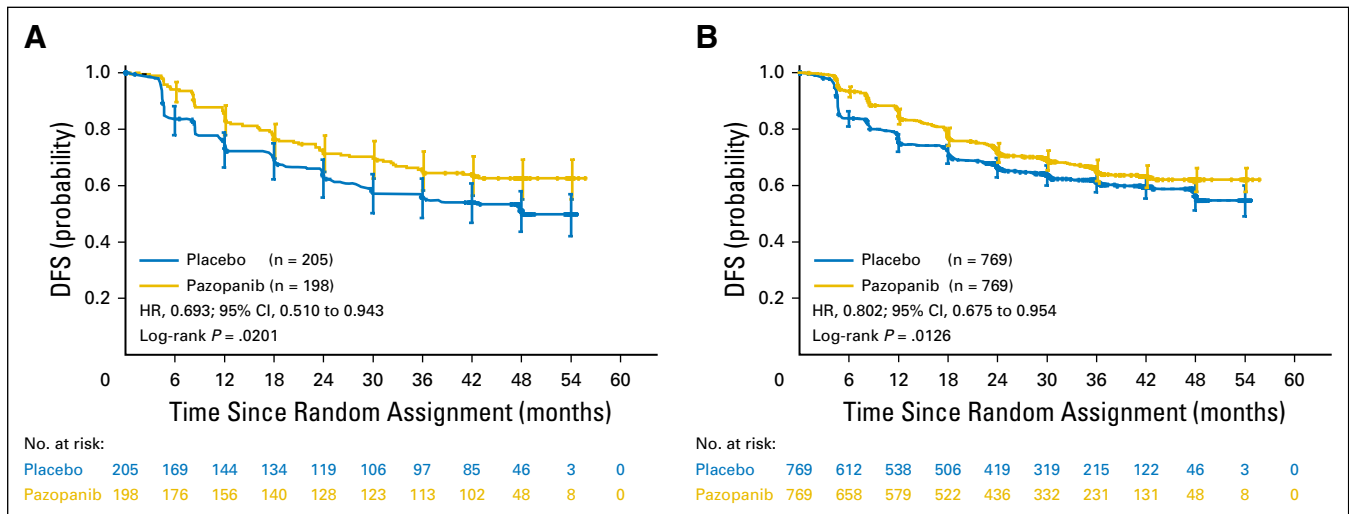 A
1.0
0.8
0.6
0.4
0.2
DFS (probability)
Placebo (n = 205)
Pazopanib (n = 198)
HR, 0.693; 95% CI, 0.510 to 0.943
Log-rank P = .0201
0 6 12 18 24 30 36 42 48 54 60
Time Since Random Assignment (months)
No. at risk:
Placebo 205 169 144 134 119 106 97 85 46 3 0
Pazopanib 198 176 156 140 128 123 113 102 48 8 0
B
1.0
0.8
0.6
0.4
0.2
DFS (probability)
Placebo (n = 769)
Pazopanib (n = 769)
HR, 0.802; 95% CI, 0.675 to 0.954
Log-rank P = .0126
0 6 12 18 24 30 36 42 48 54 60
Time Since Random Assignment (months)
No. at risk:
Placebo 769 612 538 506 419 319 215 122 46 3 0
Pazopanib 769 658 579 522 436 332 231 131 48 8 0